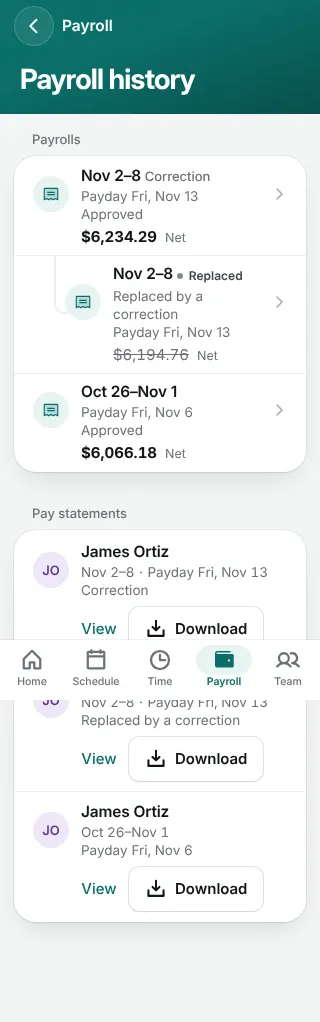 Payroll
Payroll history
Payrolls
Nov 2–8 Correction
Payday Fri, Nov 13
Approved
$6,234.29 Net
Nov 2–8 • Replaced
Replaced by a
correction
Payday Fri, Nov 13
$6,194.76 Net
Oct 26–Nov 1
Payday Fri, Nov 6
Approved
$6,066.18 Net
Pay statements
JO
James Ortiz
Nov 2–8 · Payday Fri, Nov 13
Correction
View
Download
Home
Schedule
Time
Payroll
Team
JO
Nov 2–8 · Payday Fri, Nov 13
Replaced by a correction
View
Download
JO
James Ortiz
Oct 26–Nov 1
Payday Fri, Nov 6
View
Download